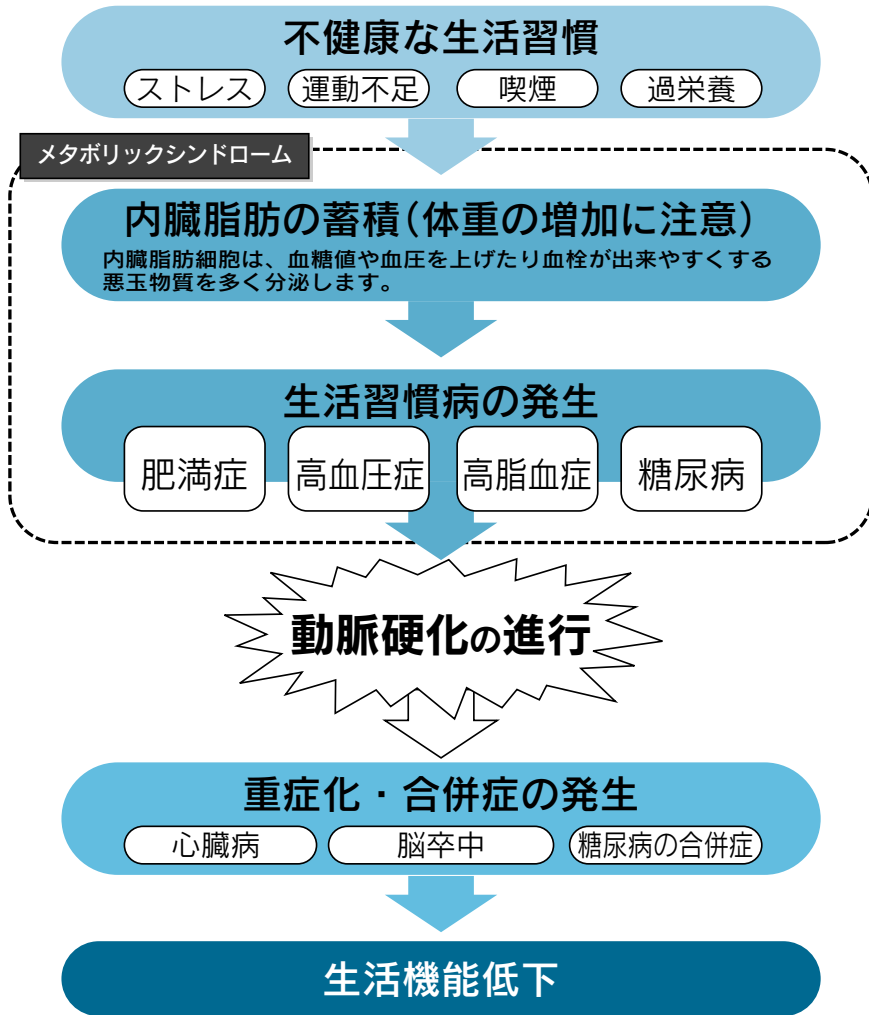 不健康な生活習慣
ストレス 運動不足 喫煙 過栄養
メタボリックシンドローム
内臓脂肪の蓄積(体重の増加に注意)
内臓脂肪細胞は、血糖値や血圧を上げたり血栓が出来やすくする
悪玉物質を多く分泌します。
生活習慣病の発生
肥満症 高血圧症 高脂血症 糖尿病
動脈硬化の進行
重症化・合併症の発生
心臓病 脳卒中 糖尿病の合併症
生活機能低下